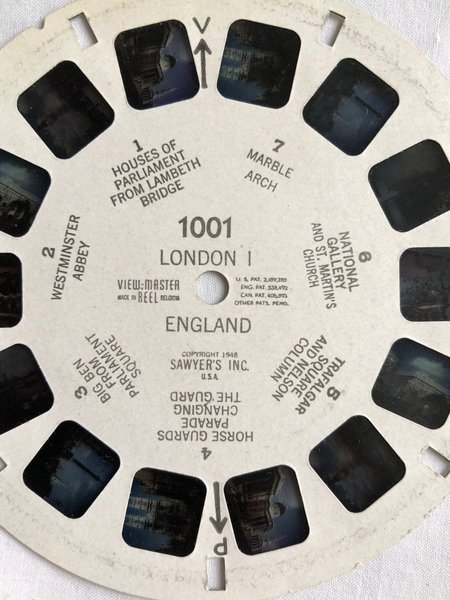 V
1
HOUSES OF
PARLIAMENT
FROM LAMBETH
BRIDGE
7
MARBLE
ARCH
1001
LONDON I
2
WESTMINSTER
ABBEY
6
NATIONAL
GALLERY
AND ST. MARTIN'S
CHURCH
VIEW-MASTER
MADE IN REEL BELGIUM
U. S. PAT. 2,189,285
ENG. PAT. 538,492
CAN. PAT. 408,695
OTHER PATS. PEND.
ENGLAND
COPYRIGHT 1948
SAWYER'S INC.
U.S.A.
3
BIG BEN
FROM
PARLIAMENT
SQUARE
5
TRAFALGAR
SQUARE
AND NELSON
COLUMN
4
HORSE GUARDS
PARADE
CHANGING
THE GUARD
P